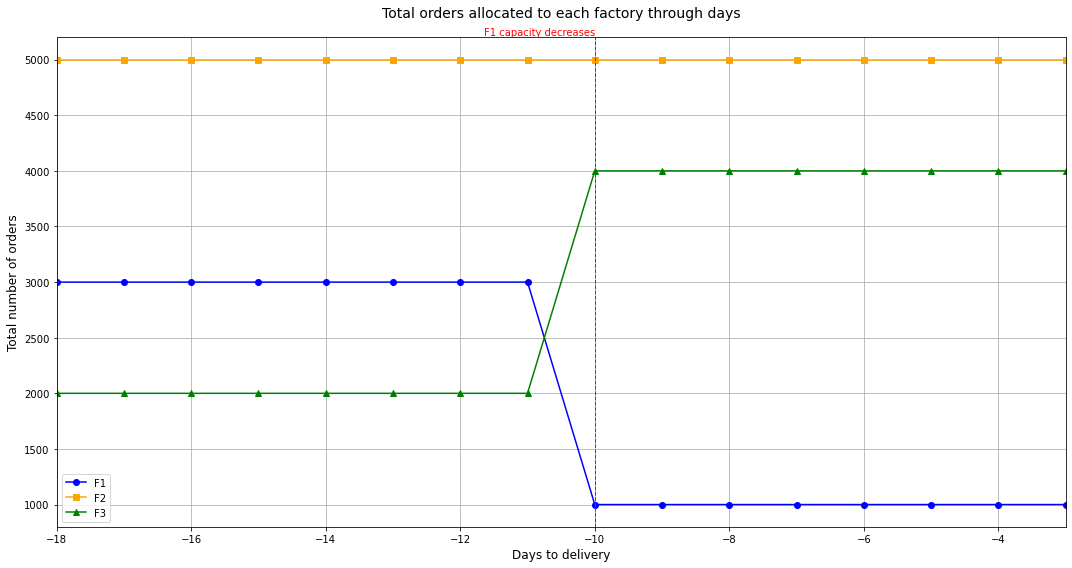 Total orders allocated to each factory through days
F1 capacity decreases
Total number of orders
5000
4500
4000
3500
3000
2500
2000
1500
1000
F1
F2
F3
−18
−16
−14
−12
−10
−8
−6
−4
Days to delivery